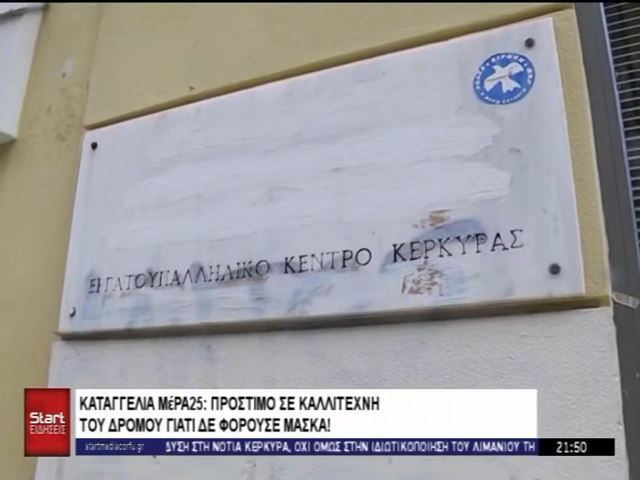 ΕΡΓΑΤΟΥΠΑΛΛΗΛΙΚΟ ΚΕΝΤΡΟ ΚΕΡΚΥΡΑΣ
Start
ΕΙΔΗΣΕΙΣ
ΚΑΤΑΓΓΕΛΙΑ ΜέΡΑ25: ΠΡΟΣΤΙΜΟ ΣΕ ΚΑΛΛΙΤΕΧΝΗ
ΤΟΥ ΔΡΟΜΟΥ ΓΙΑΤΙ ΔΕ ΦΟΡΟΥΣΕ ΜΑΣΚΑ!
startmediacorfu.gr
ΔΥΣΗ ΣΤΗ ΝΟΤΙΑ ΚΕΡΚΥΡΑ, ΟΧΙ ΟΜΩΣ ΣΤΗΝ ΙΔΙΩΤΙΚΟΠΟΙΗΣΗ ΤΟΥ ΛΙΜΑΝΙΟΥ ΤΗ
21:50